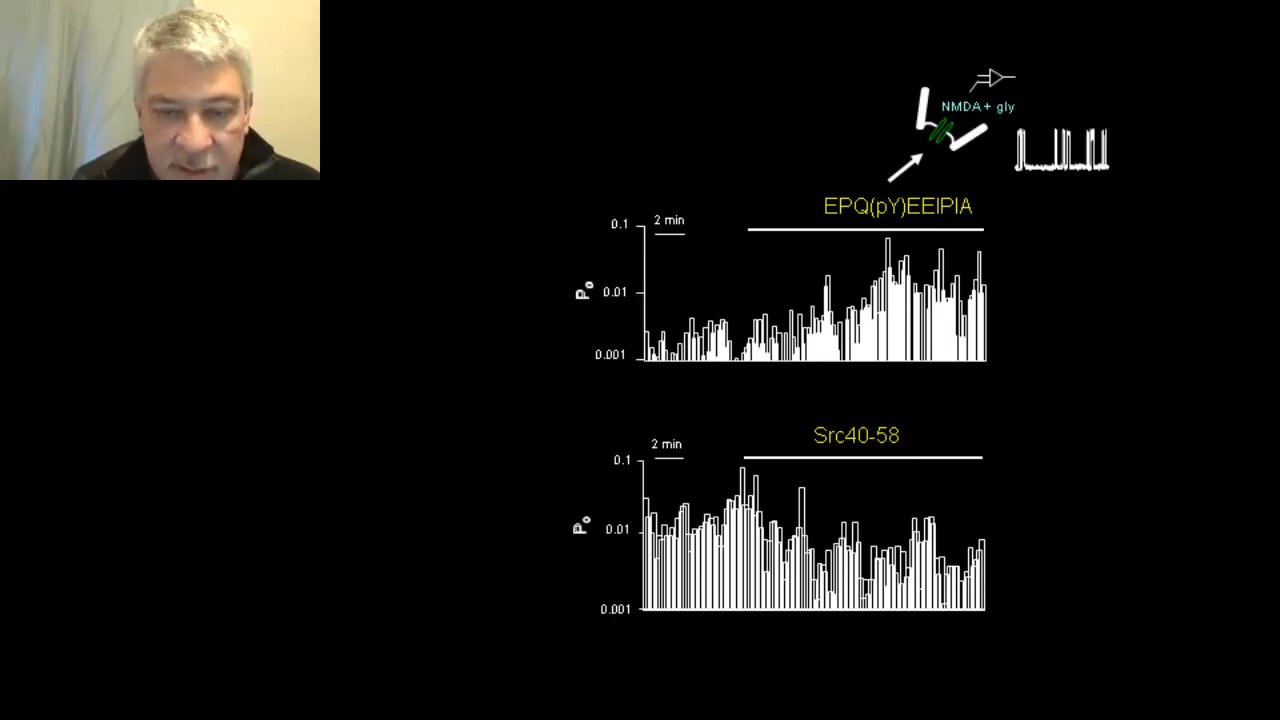 NMDA+ gly
EPQ(pY)EEIPIA
0.1
2 min
Po
0.01
0.001
Src40-58
2 min
0.1
Po
0.01
0.001